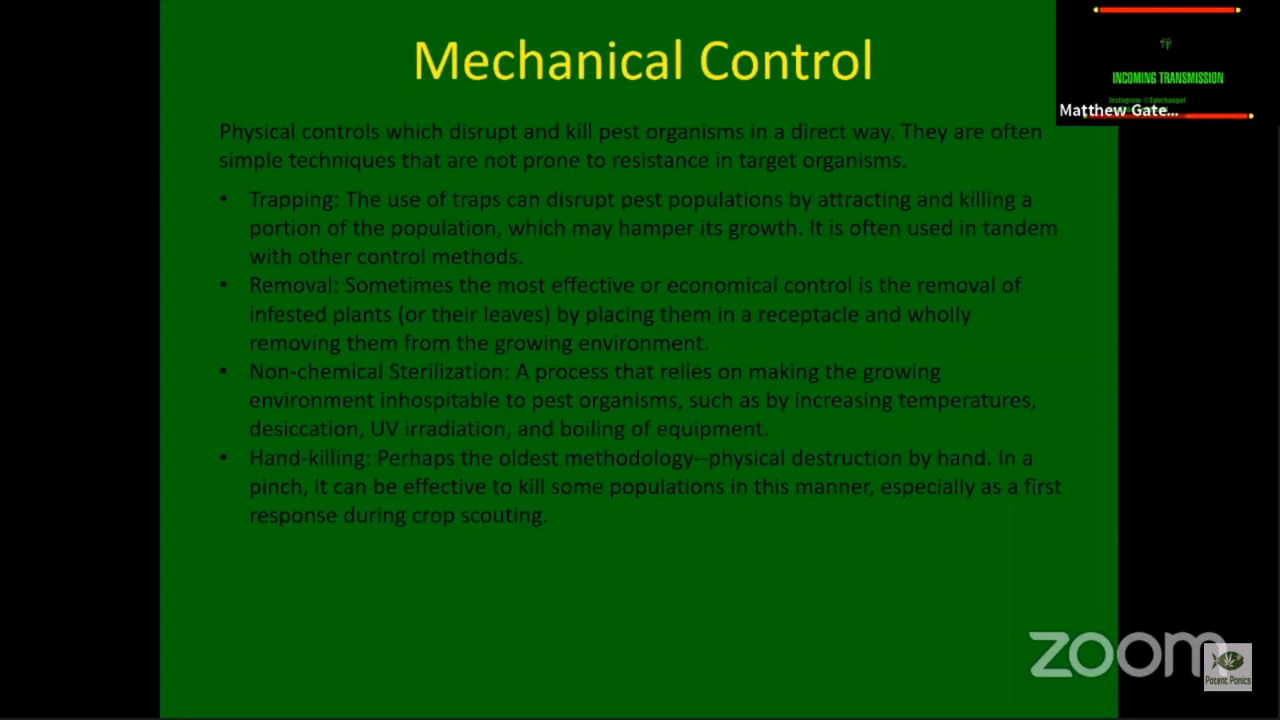 Mechanical Control
INCOMING TRANSMISSION
Matthew Gate...
Physical controls which disrupt and kill pest organisms in a direct way. They are often
simple techniques that are not prone to resistance in target organisms.
• Trapping: The use of traps can disrupt pest populations by attracting and killing a
portion of the population, which may hamper its growth. It is often used in tandem
with other control methods.
• Removal: Sometimes the most effective or economical control is the removal of
infested plants (or their leaves) by placing them in a receptacle and wholly
removing them from the growing environment.
• Non-chemical Sterilization: A process that relies on making the growing
environment inhospitable to pest organisms, such as by increasing temperatures,
desiccation, UV irradiation, and boiling of equipment.
• Hand-killing: Perhaps the oldest methodology--physical destruction by hand. In a
pinch, it can be effective to kill some populations in this manner, especially as a first
response during crop scouting.
zoom
Potent Ponics